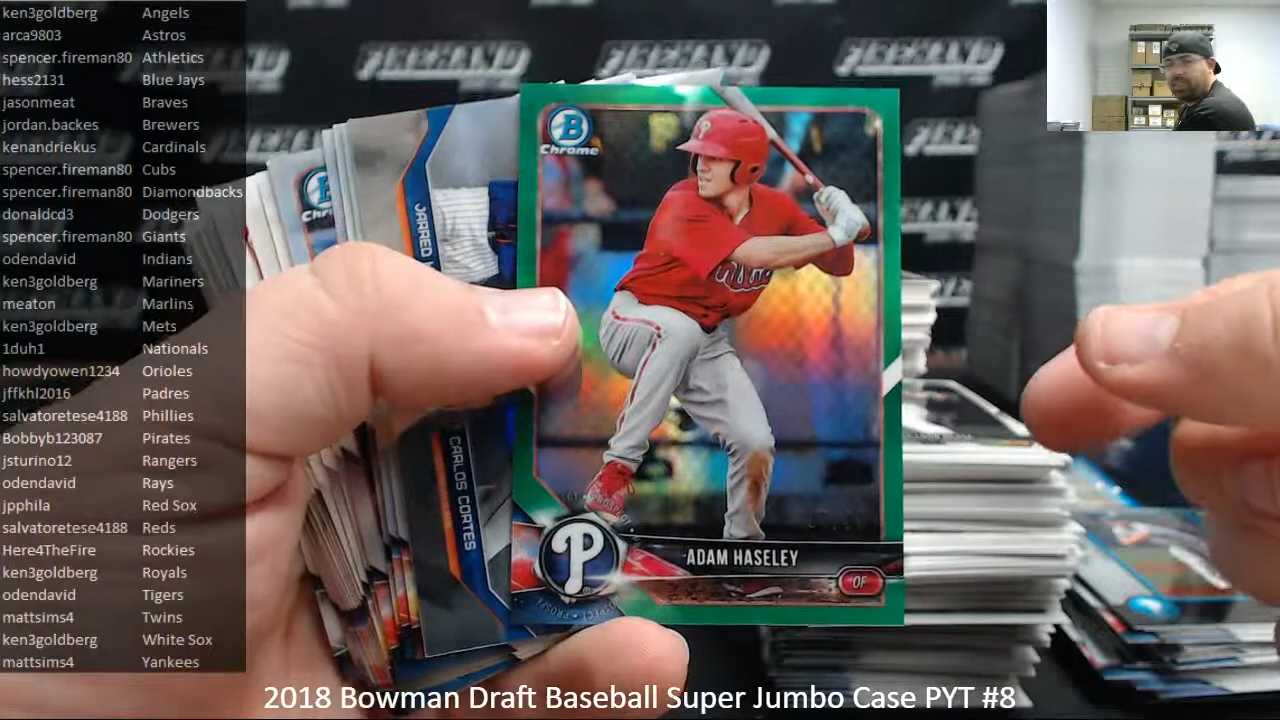 ken3goldberg Angels
arca9803 Astros
spencer.fireman80 Athletics
hess2131 Blue Jays
jasonmeat Braves
jordan.backes Brewers
kenandriekus Cardinals
spencer.fireman80 Cubs
spencer.fireman80 Diamondbacks
donaldcd3 Dodgers
spencer.fireman80 Giants
odendavid Indians
ken3goldberg Mariners
meaton Marlins
ken3goldberg Mets
1duh1 Nationals
howdyowen1234 Orioles
jffkhl2016 Padres
salvatoretese4188 Phillies
Bobbyb123087 Pirates
jsturino12 Rangers
odendavid Rays
jpphila Red Sox
salvatoretese4188 Reds
Here4TheFire Rockies
ken3goldberg Royals
odendavid Tigers
mattsims4 Twins
ken3goldberg White Sox
mattsims4 Yankees
FIREHAND FIREHAND FIREHAND
B
Chrome
JARRED
CARLOS CORTES
P
ADAM HASELEY
OF
2018 Bowman Draft Baseball Super Jumbo Case PYT #8